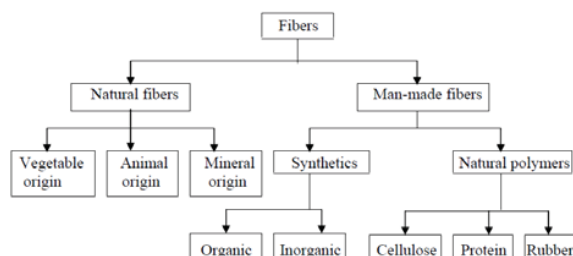 Fibers
Natural fibers
Man-made fibers
Vegetable
origin
Animal
origin
Mineral
origin
Synthetics
Natural polymers
Organic
Inorganic
Cellulose
Protein
Rubber